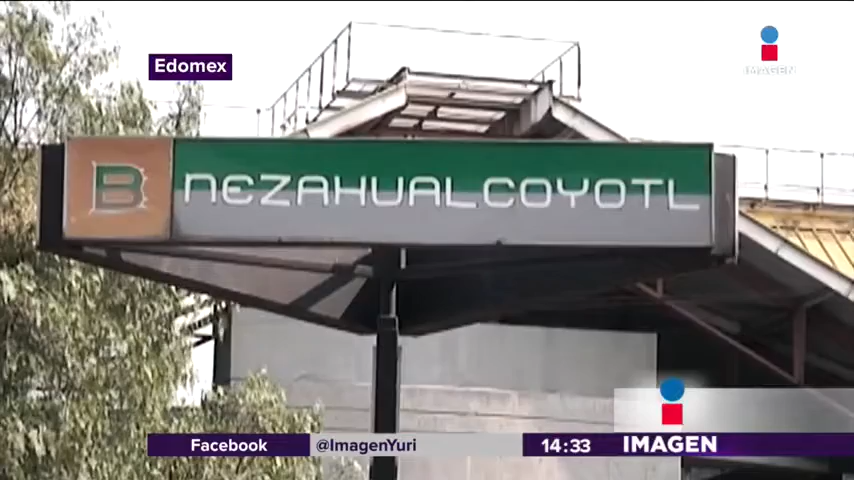 Edomex
IMAGEN
B NEZAHUALCOYOTL
Facebook @ImagenYuri 14:33 IMAGEN